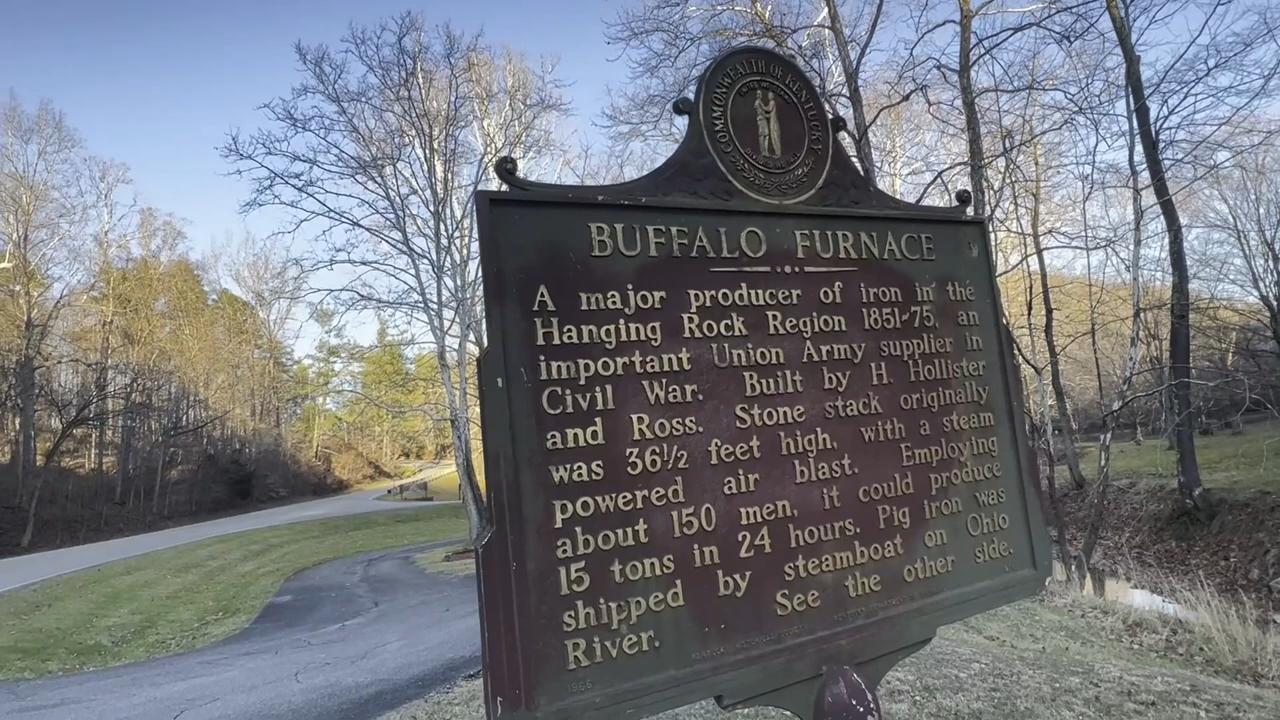 COMMONWEALTH OF KENTUCKY
BUFFALO FURNACE
A major producer of iron in the
Hanging Rock Region 1851-75, an
important Union Army supplier in
Civil War. Built by H. Hollister
and Ross. Stone stack originally
was 36½ feet high, with a steam
powered air blast. Employing
about 150 men, it could produce
15 tons in 24 hours. Pig iron was
shipped by steamboat on Ohio
River. See the other side.
1966